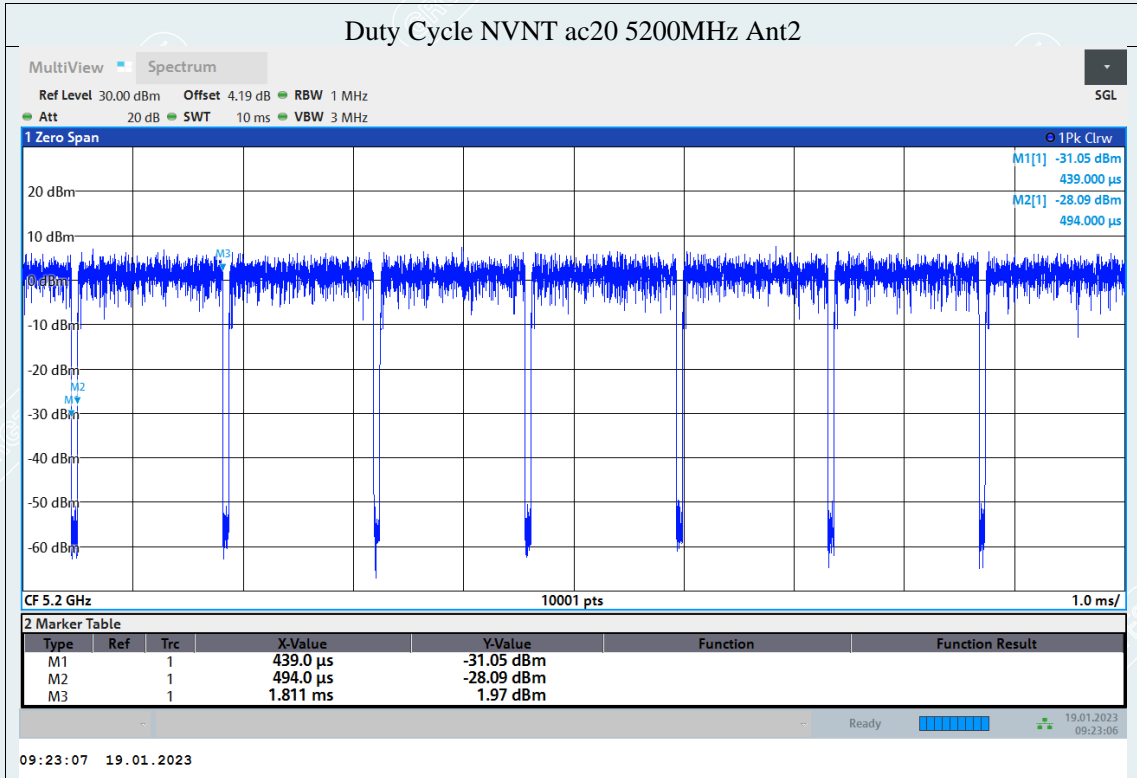 Duty Cycle NVNT ac20 5200MHz Ant2
MultiView Spectrum
Ref Level 30.00 dBm Offset 4.19 dB RBW 1 MHz SGL
Att 20 dB SWT 10 ms VBW 3 MHz
1 Zero Span 1Pk Clrw
M1[1] -31.05 dBm
439.000 µs
20 dBm
M2[1] -28.09 dBm
494.000 µs
10 dBm
M3
0 dBm
-10 dBm
-20 dBm
M2
M
-30 dBm
-40 dBm
-50 dBm
-60 dBm
CF 5.2 GHz 10001 pts 1.0 ms/
2 Marker Table
Type Ref Trc X-Value Y-Value Function Function Result
M1 1 439.0 µs -31.05 dBm
M2 1 494.0 µs -28.09 dBm
M3 1 1.811 ms 1.97 dBm
Ready 19.01.2023
09:23:06
09:23:07 19.01.2023